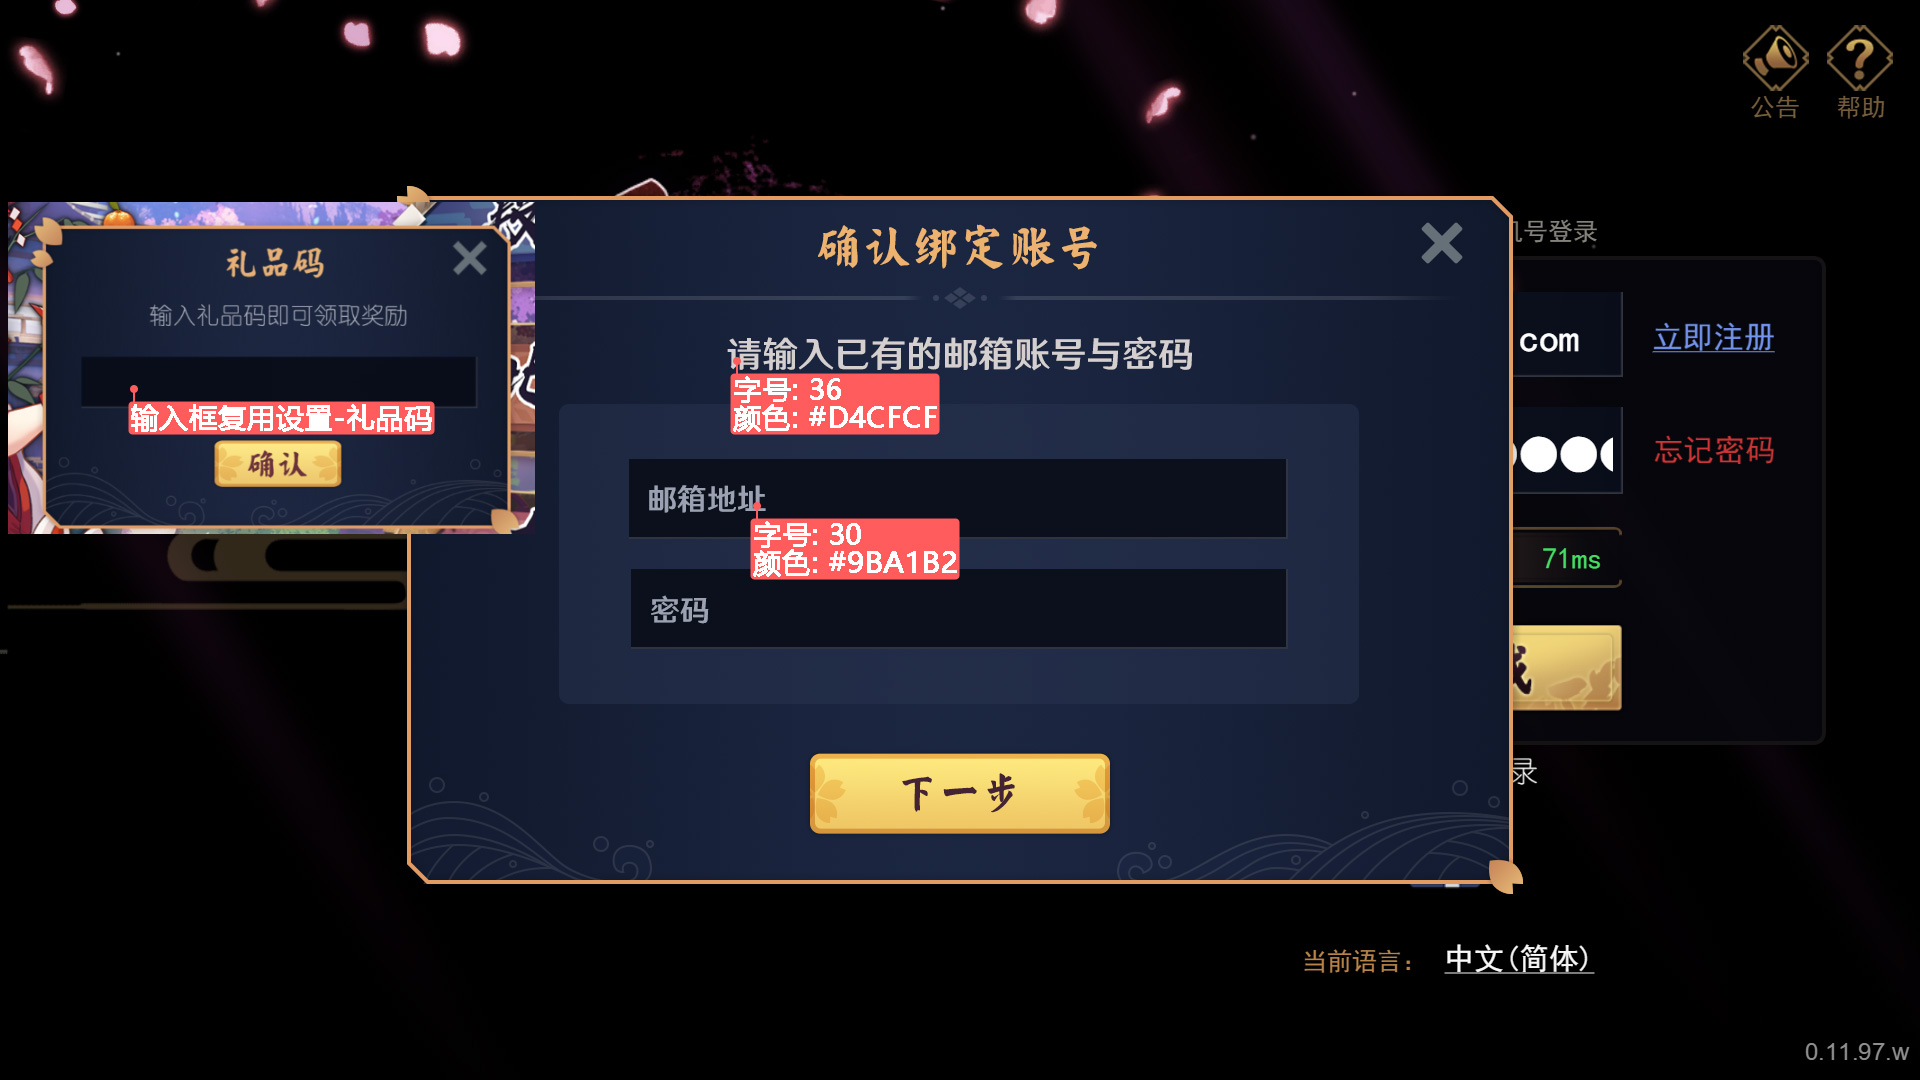 公告
帮助
礼品码
输入礼品码即可领取奖励
输入框复用设置-礼品码
确认
确认绑定账号
请输入已有的邮箱账号与密码
字号: 36
颜色: #D4CFCF
邮箱地址
字号: 30
颜色: #9BA1B2
密码
下一步
号登录
com
立即注册
忘记密码
71ms
录
当前语言：
中文(简体)
0.11.97.w